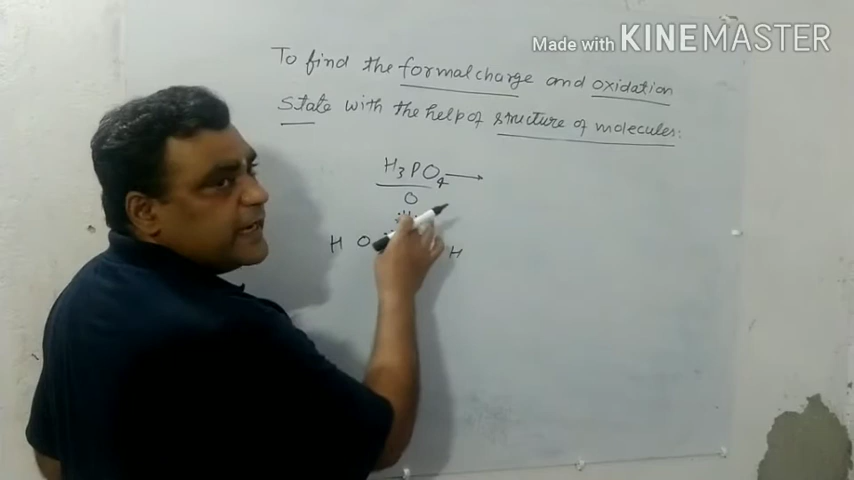 Made with KINEMASTER
To find the formal charge and oxidation
state with the help of structure of molecules:
H3PO4 →
O
H O H